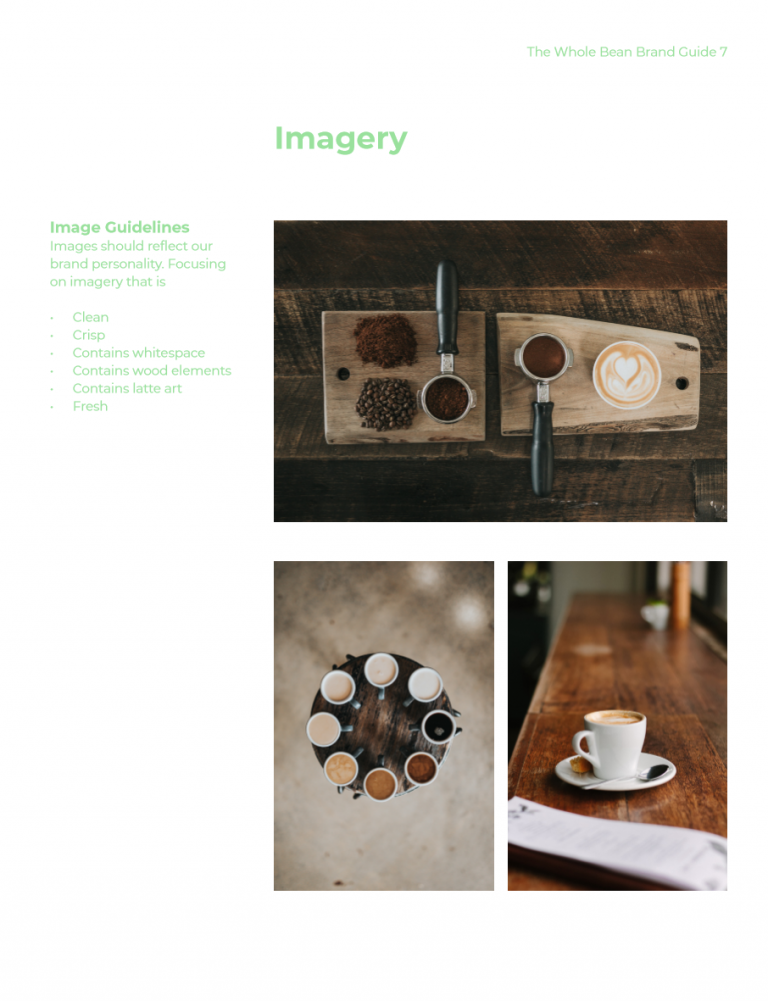 The Whole Bean Brand Guide 7
Imagery
Image Guidelines
Images should reflect our
brand personality. Focusing
on imagery that is
• Clean
• Crisp
• Contains whitespace
• Contains wood elements
• Contains latte art
• Fresh